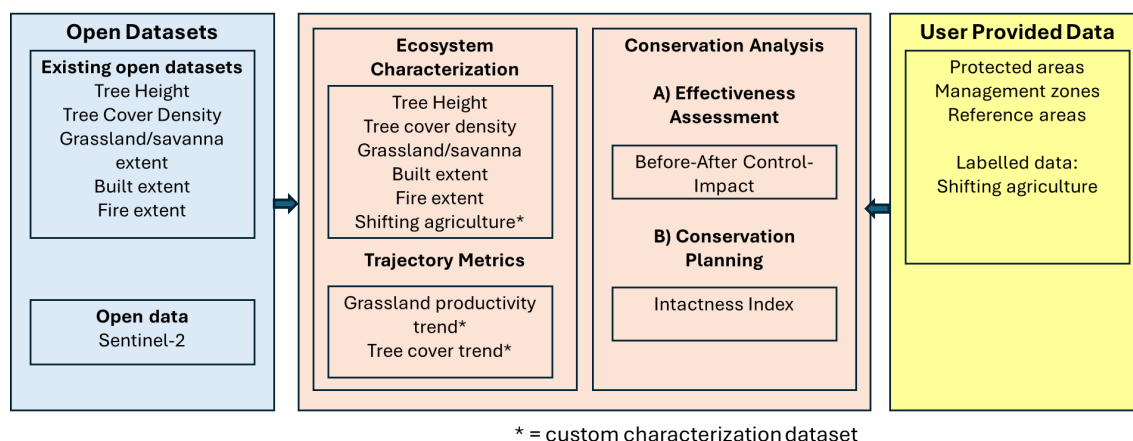 Open Datasets
Existing open datasets
Tree Height
Tree Cover Density
Grassland/savanna
extent
Built extent
Fire extent
Open data
Sentinel-2
Ecosystem
Characterization
Tree Height
Tree cover density
Grassland/savanna
Built extent
Fire extent
Shifting agriculture*
Trajectory Metrics
Grassland productivity
trend*
Tree cover trend*
Conservation Analysis
A) Effectiveness
Assessment
Before-After Control-
Impact
B) Conservation
Planning
Intactness Index
User Provided Data
Protected areas
Management zones
Reference areas
Labelled data:
Shifting agriculture
* = custom characterization dataset